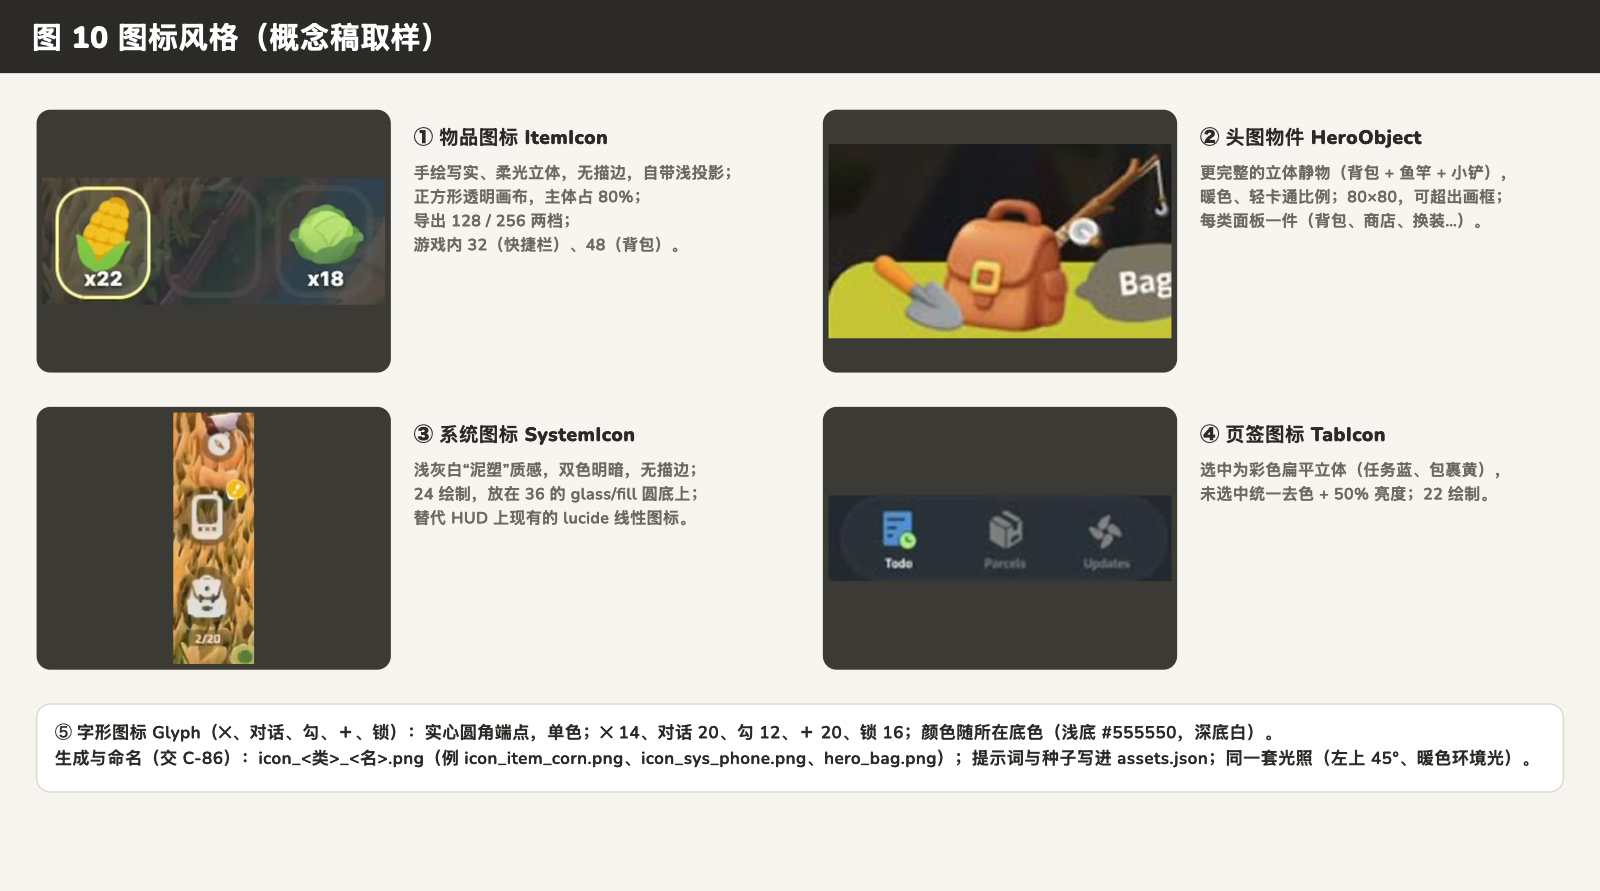 图 10 图标风格（概念稿取样）
x22
x18
① 物品图标 ItemIcon
手绘写实、柔光立体，无描边，自带浅投影；
正方形透明画布，主体占 80%；
导出 128 / 256 两档；
游戏内 32（快捷栏）、48（背包）。
Bag
② 头图物件 HeroObject
更完整的立体静物（背包 + 鱼竿 + 小铲），
暖色、轻卡通比例；80×80，可超出画框；
每类面板一件（背包、商店、换装…）。
2/20
③ 系统图标 SystemIcon
浅灰白“泥塑”质感，双色明暗，无描边；
24 绘制，放在 36 的 glass/fill 圆底上；
替代 HUD 上现有的 lucide 线性图标。
Todo
Parcels
Updates
④ 页签图标 TabIcon
选中为彩色扁平立体（任务蓝、包裹黄），
未选中统一去色 + 50% 亮度；22 绘制。
⑤ 字形图标 Glyph（✕、对话、勾、＋、锁）：实心圆角端点，单色；✕ 14、对话 20、勾 12、＋ 20、锁 16；颜色随所在底色（浅底 #555550，深底白）。
生成与命名（交 C-86）：icon_<类>_<名>.png（例 icon_item_corn.png、icon_sys_phone.png、hero_bag.png）；提示词与种子写进 assets.json；同一套光照（左上 45°、暖色环境光）。